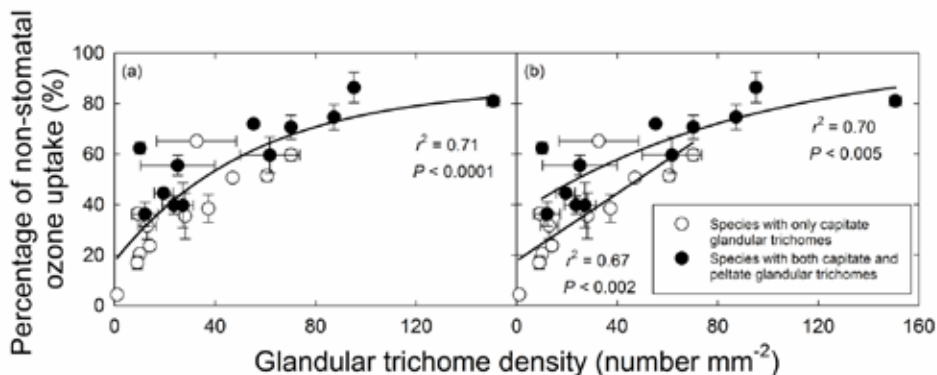 Percentage of non-stomatal
ozone uptake (%)
100
80
60
40
20
0
(a)
r² = 0.71
P < 0.0001
(b)
r² = 0.70
P < 0.005
Species with only capitate
glandular trichomes
Species with both capitate and
peltate glandular trichomes
r² = 0.67
P < 0.002
0 40 80 120 0 40 80 120 160
Glandular trichome density (number mm⁻²)